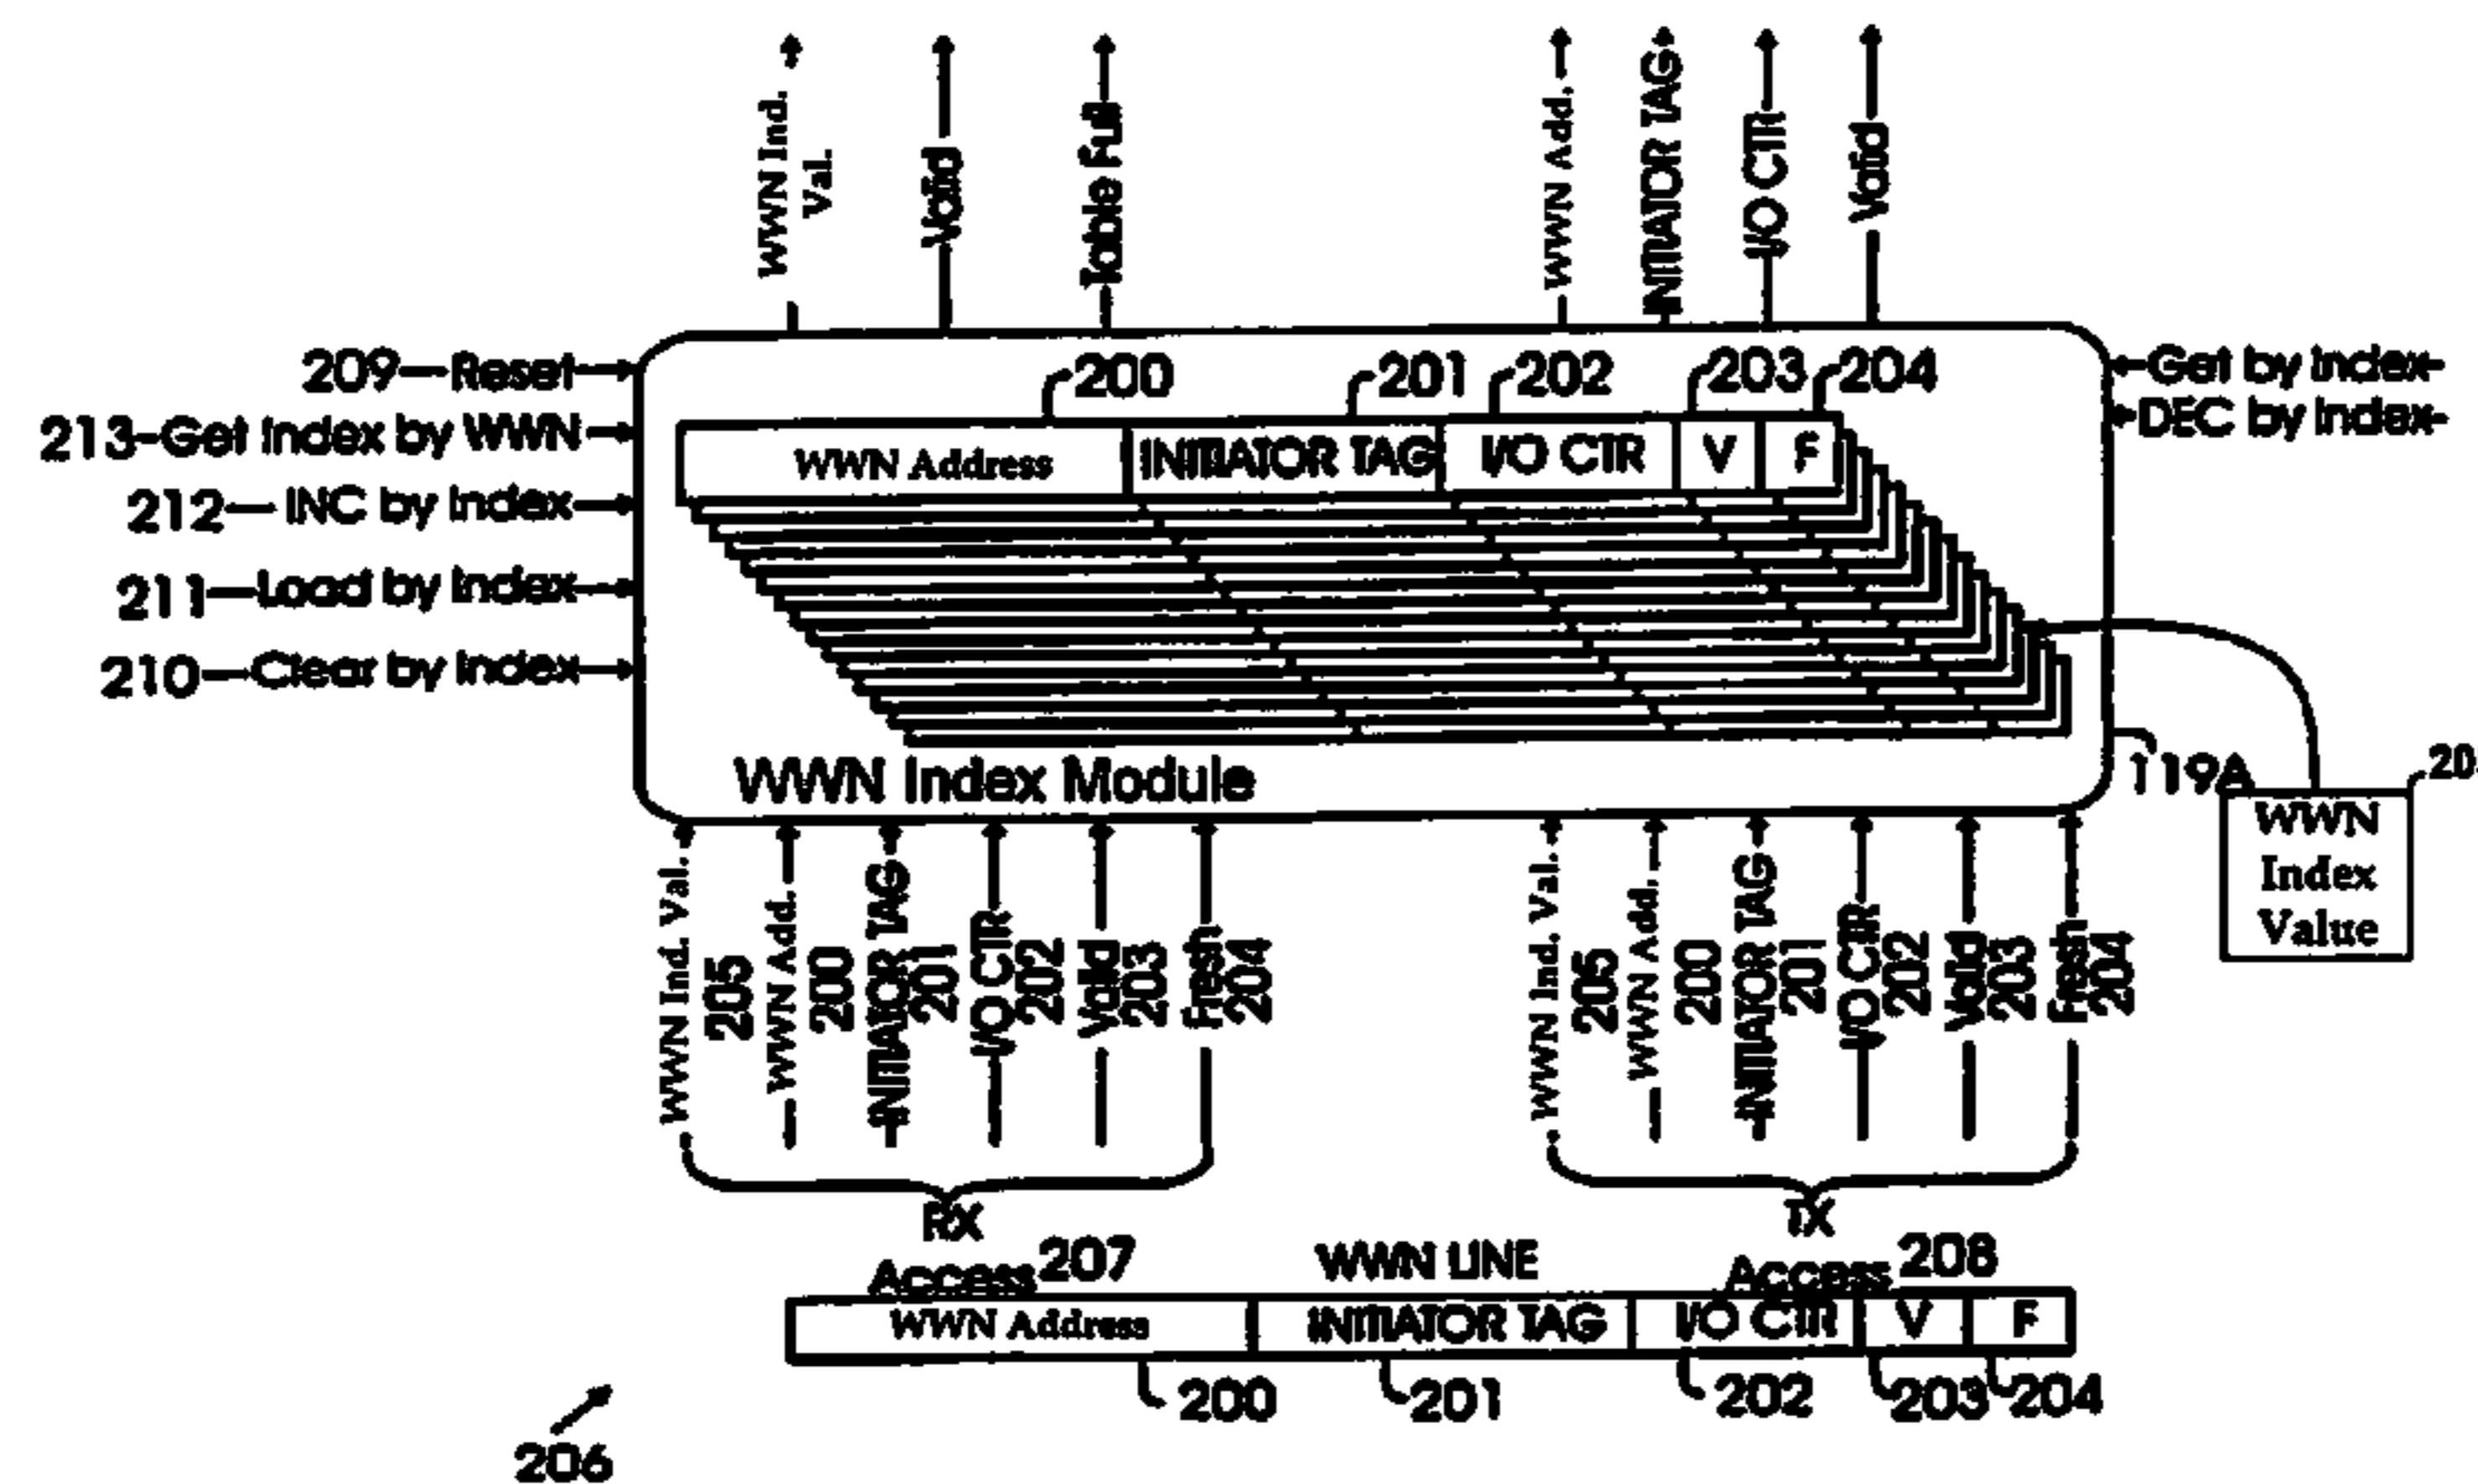 WWN Ind. Val.
Valid
Table Full
WWN Add.
INITIATOR TAG
I/O CTR
Valid
209 Reset
213 Get Index by WWN
212 INC by Index
211 Load by Index
210 Clear by Index
Get by Index
DEC by Index
200 201 202 203 204
WWN Address INITIATOR TAG I/O CTR V F
WWN Index Module
119A
20
WWN
Index
Value
WWN Ind. Val. 205
WWN Add. 200
INITIATOR TAG 201
I/O CTR 202
Valid 203
Fresh 204
WWN Ind. Val. 205
WWN Add. 200
INITIATOR TAG 201
I/O CTR 202
Valid 203
Fresh 204
RX
Access 207
TX
Access 208
WWN LINE
WWN Address INITIATOR TAG I/O CTR V F
200 201 202 203 204
206